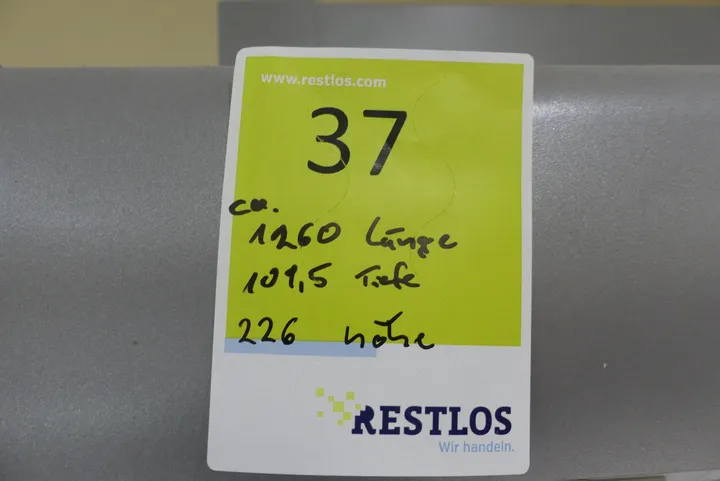 www.restlos.com
37
ca.
1260 Länge
101,5 Tiefe
226 Höhe
RESTLOS
Wir handeln.